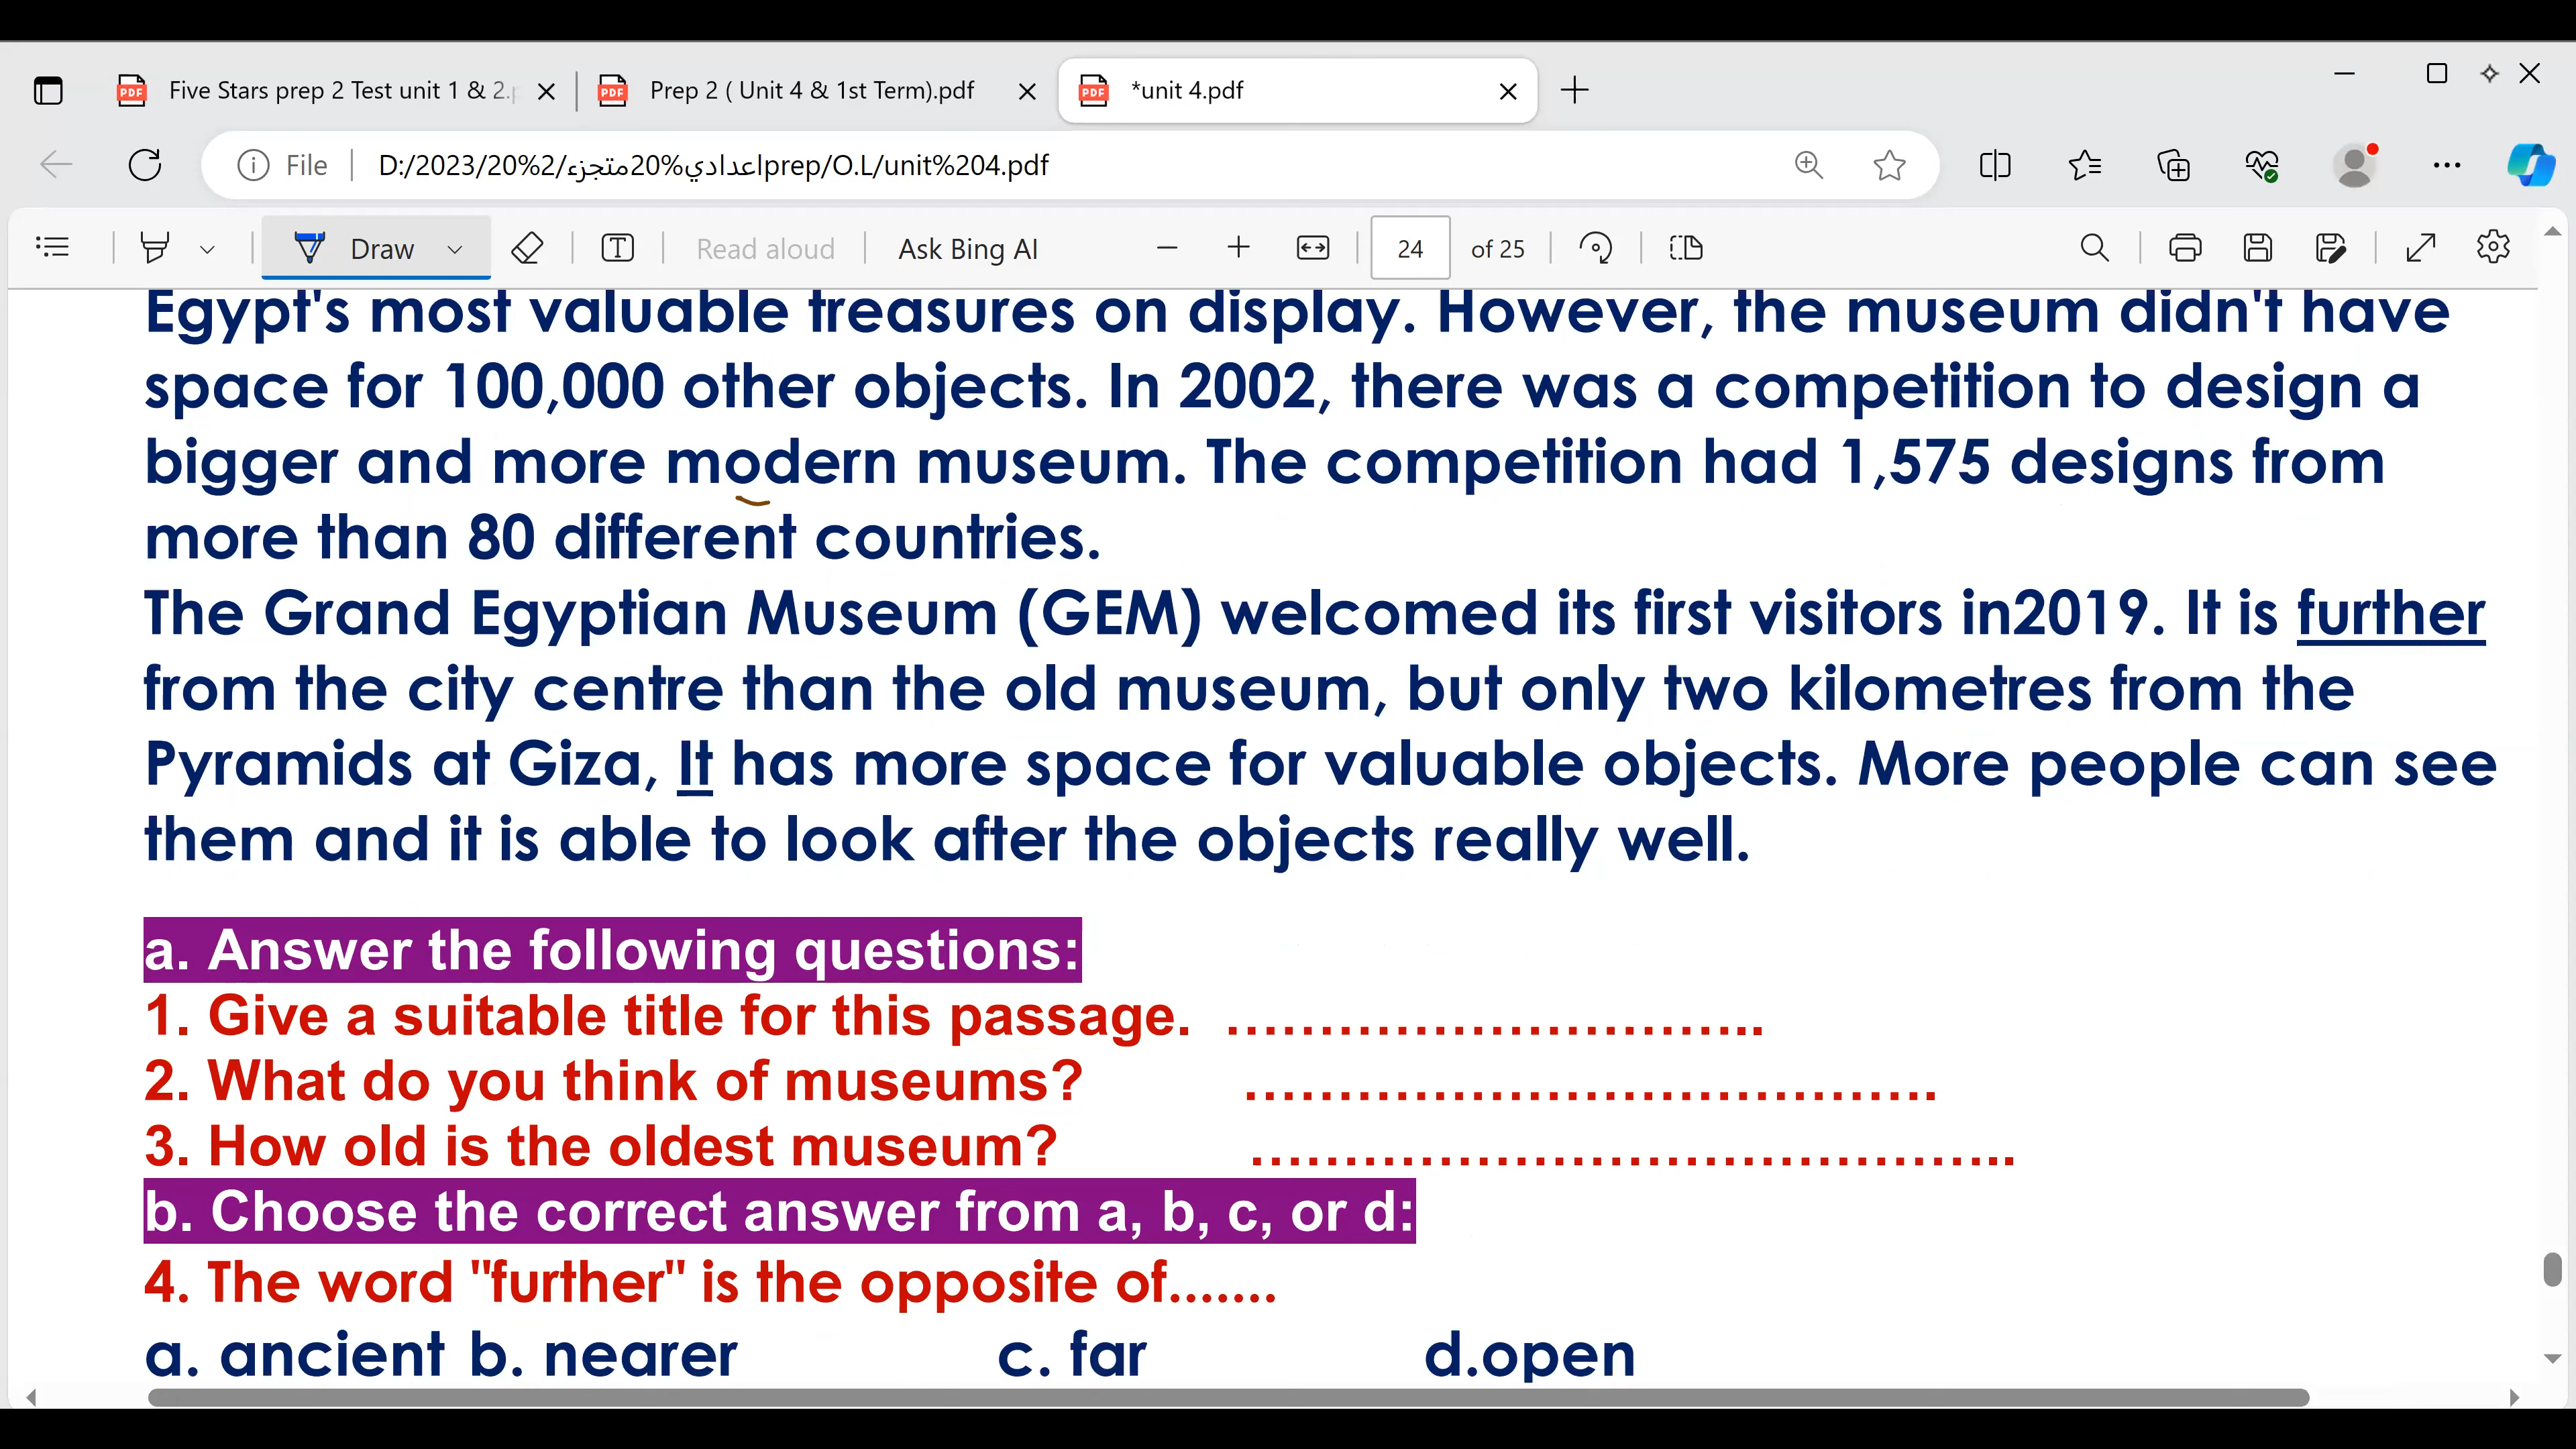 Five Stars prep 2 Test unit 1 & 2.p
Prep 2 ( Unit 4 & 1st Term).pdf
*unit 4.pdf
File
D:/2023/20%2/اعدادي%20متجزء/prep/O.L/unit%204.pdf
Draw
Read aloud
Ask Bing AI
24
of 25
Egypt's most valuable treasures on display. However, the museum didn't have
space for 100,000 other objects. In 2002, there was a competition to design a
bigger and more modern museum. The competition had 1,575 designs from
more than 80 different countries.
The Grand Egyptian Museum (GEM) welcomed its first visitors in2019. It is further
from the city centre than the old museum, but only two kilometres from the
Pyramids at Giza, It has more space for valuable objects. More people can see
them and it is able to look after the objects really well.
a. Answer the following questions:
1. Give a suitable title for this passage. …………………………..
2. What do you think of museums? ………………………………….
3. How old is the oldest museum? ……………………………………..
b. Choose the correct answer from a, b, c, or d:
4. The word "further" is the opposite of.......
a. ancient b. nearer c. far d.open